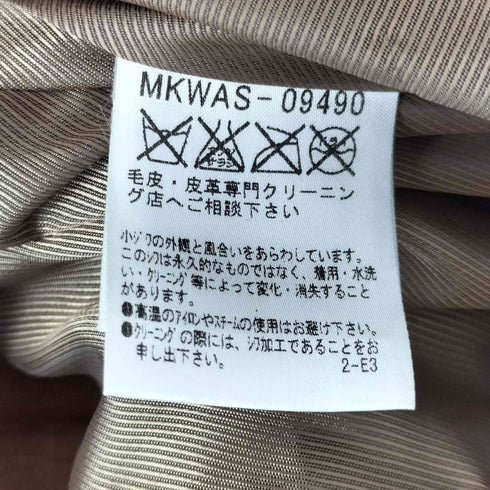 MKWAS-09490
毛皮・皮革専門クリーニン
グ店へご相談下さい
小ジワの外観と風合いをあらわしています。
このシワは永久的なものではなく、着用・水洗
い・クリーニング等によって変化・消失すること
があります。
❶高温のアイロンやスチームの使用はお避け下さい。
❶クリーニングの際には、シワ加工であることをお
申し出下さい。
2-E3